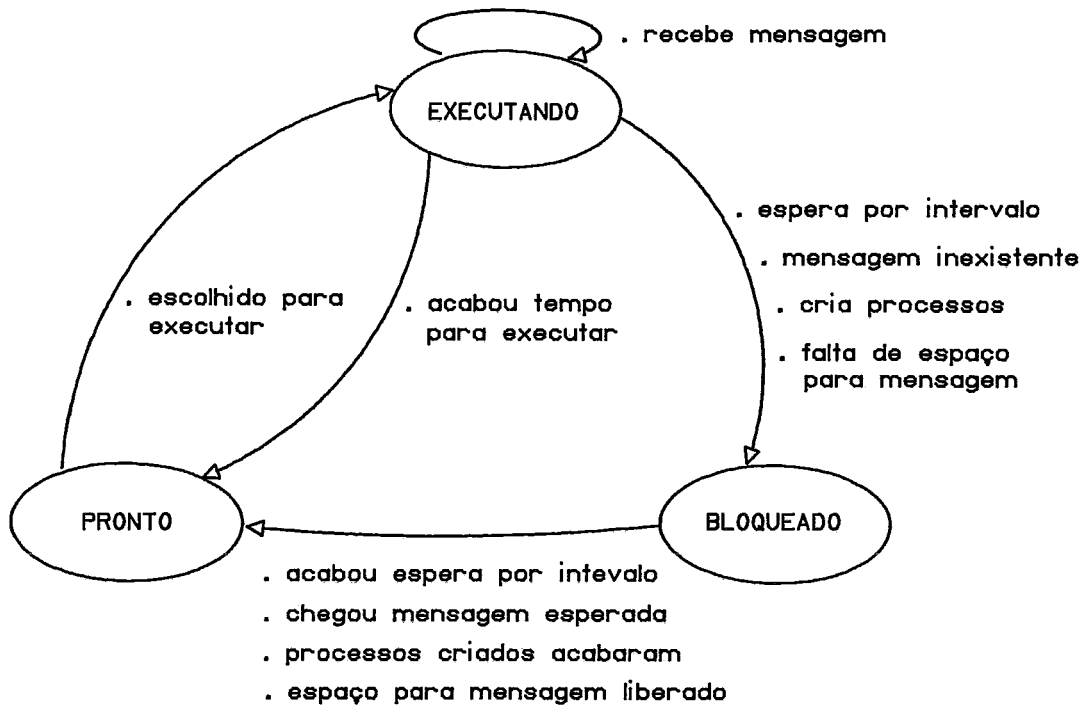 . recebe mensagem
EXECUTANDO
. espera por intervalo
. mensagem inexistente
. cria processos
. falta de espaço
para mensagem
. escolhido para
executar
. acabou tempo
para executar
PRONTO
BLOQUEADO
. acabou espera por intevalo
. chegou mensagem esperada
. processos criados acabaram
. espaço para mensagem liberado